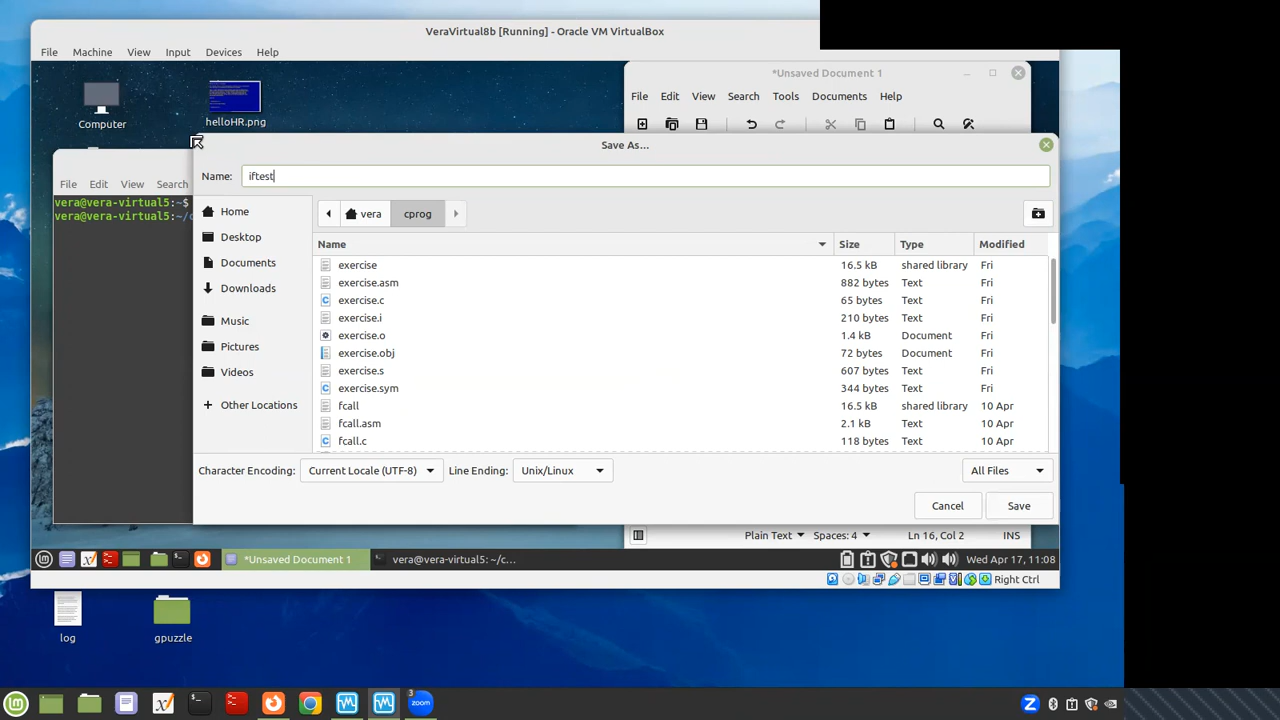 VeraVirtual8b [Running] - Oracle VM VirtualBox
File Machine View Input Devices Help
Computer
helloHR.png
*Unsaved Document 1
File Edit View Search Tools Documents Help
Save As...
Name: iftest
File Edit View Search
vera@vera-virtual5:~$
vera@vera-virtual5:~/c
Home
Desktop
Documents
Downloads
Music
Pictures
Videos
Other Locations
vera cprog
Name Size Type Modified
exercise 16.5 kB shared library Fri
exercise.asm 882 bytes Text Fri
exercise.c 65 bytes Text Fri
exercise.i 210 bytes Text Fri
exercise.o 1.4 kB Document Fri
exercise.obj 72 bytes Document Fri
exercise.s 607 bytes Text Fri
exercise.sym 344 bytes Text Fri
fcall 16.5 kB shared library 10 Apr
fcall.asm 2.1 kB Text 10 Apr
fcall.c 118 bytes Text 10 Apr
Character Encoding: Current Locale (UTF-8) Line Ending: Unix/Linux All Files
Cancel Save
Plain Text Spaces: 4 Ln 16, Col 2 INS
*Unsaved Document 1 vera@vera-virtual5: ~/c... Wed Apr 17, 11:08
Right Ctrl
log
gpuzzle
3
zoom